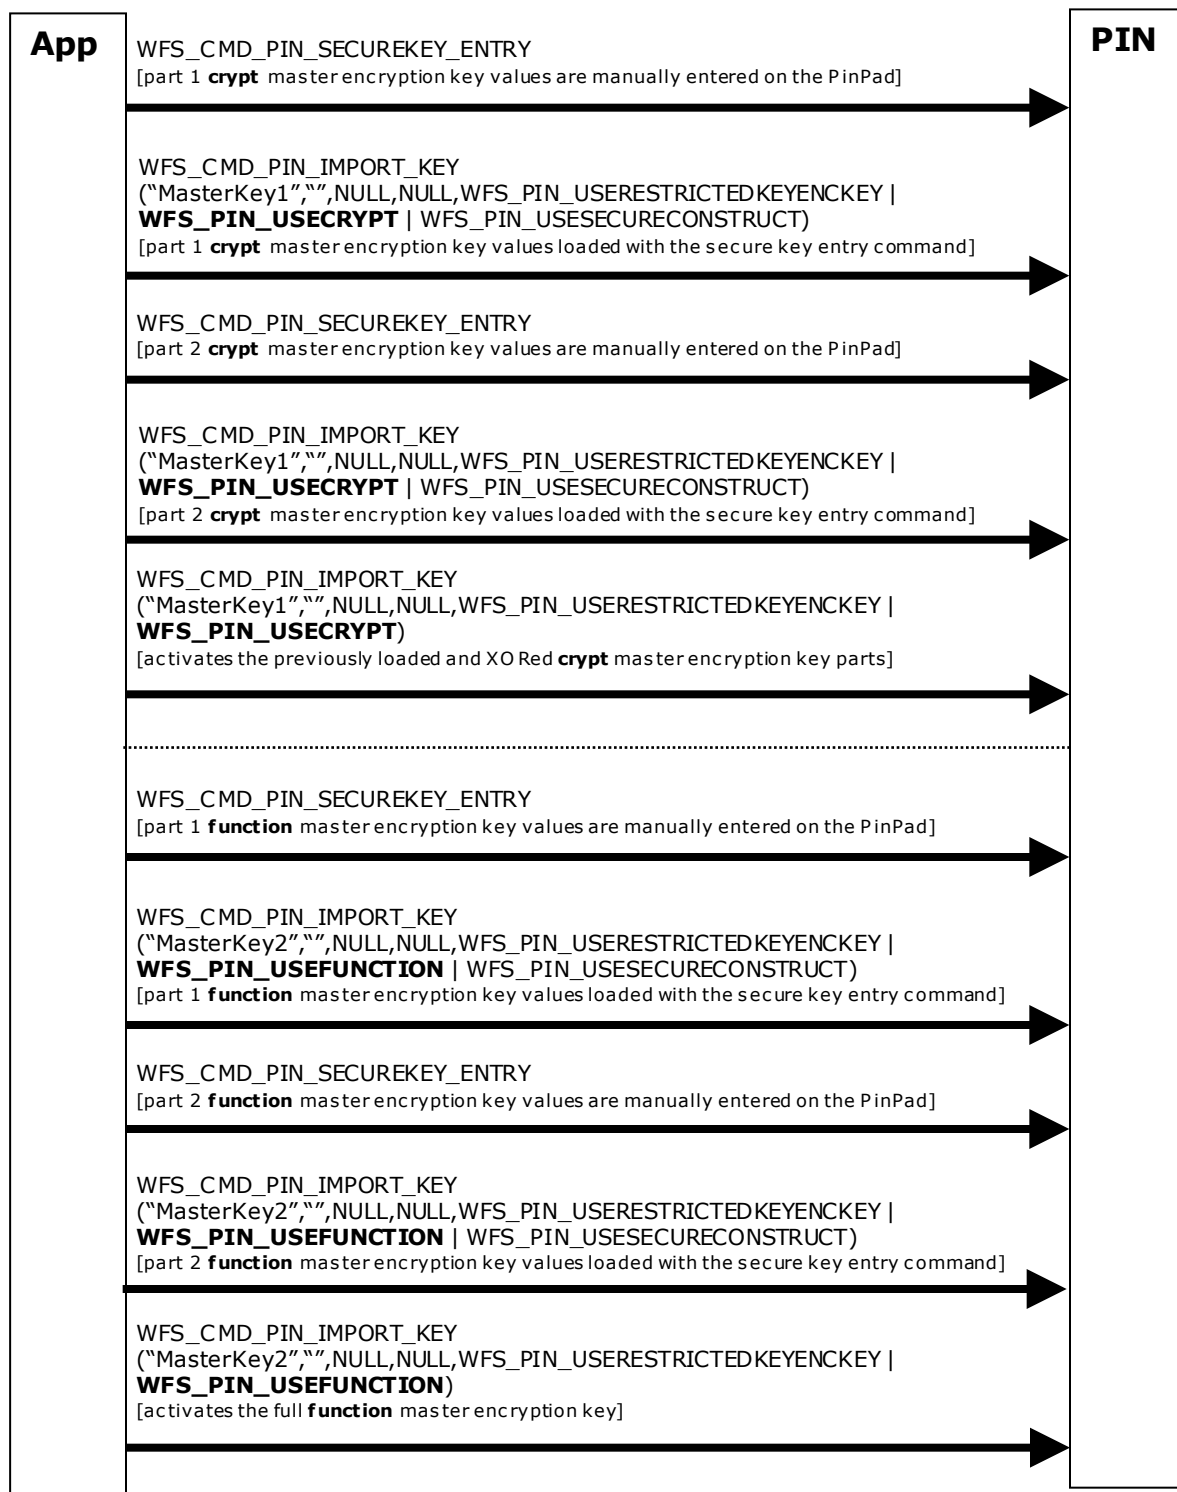 App
PIN
WFS_CMD_PIN_SECUREKEY_ENTRY
[part 1 crypt master encryption key values are manually entered on the PinPad]
WFS_CMD_PIN_IMPORT_KEY
(“MasterKey1”,“”,NULL,NULL,WFS_PIN_USERESTRICTEDKEYENCKEY |
WFS_PIN_USECRYPT | WFS_PIN_USESECURECONSTRUCT)
[part 1 crypt master encryption key values loaded with the secure key entry command]
WFS_CMD_PIN_SECUREKEY_ENTRY
[part 2 crypt master encryption key values are manually entered on the PinPad]
WFS_CMD_PIN_IMPORT_KEY
(“MasterKey1”,“”,NULL,NULL,WFS_PIN_USERESTRICTEDKEYENCKEY |
WFS_PIN_USECRYPT | WFS_PIN_USESECURECONSTRUCT)
[part 2 crypt master encryption key values loaded with the secure key entry command]
WFS_CMD_PIN_IMPORT_KEY
(“MasterKey1”,“”,NULL,NULL,WFS_PIN_USERESTRICTEDKEYENCKEY |
WFS_PIN_USECRYPT)
[activates the previously loaded and XORed crypt master encryption key parts]
WFS_CMD_PIN_SECUREKEY_ENTRY
[part 1 function master encryption key values are manually entered on the PinPad]
WFS_CMD_PIN_IMPORT_KEY
(“MasterKey2”,“”,NULL,NULL,WFS_PIN_USERESTRICTEDKEYENCKEY |
WFS_PIN_USEFUNCTION | WFS_PIN_USESECURECONSTRUCT)
[part 1 function master encryption key values loaded with the secure key entry command]
WFS_CMD_PIN_SECUREKEY_ENTRY
[part 2 function master encryption key values are manually entered on the PinPad]
WFS_CMD_PIN_IMPORT_KEY
(“MasterKey2”,“”,NULL,NULL,WFS_PIN_USERESTRICTEDKEYENCKEY |
WFS_PIN_USEFUNCTION | WFS_PIN_USESECURECONSTRUCT)
[part 2 function master encryption key values loaded with the secure key entry command]
WFS_CMD_PIN_IMPORT_KEY
(“MasterKey2”,“”,NULL,NULL,WFS_PIN_USERESTRICTEDKEYENCKEY |
WFS_PIN_USEFUNCTION)
[activates the full function master encryption key]